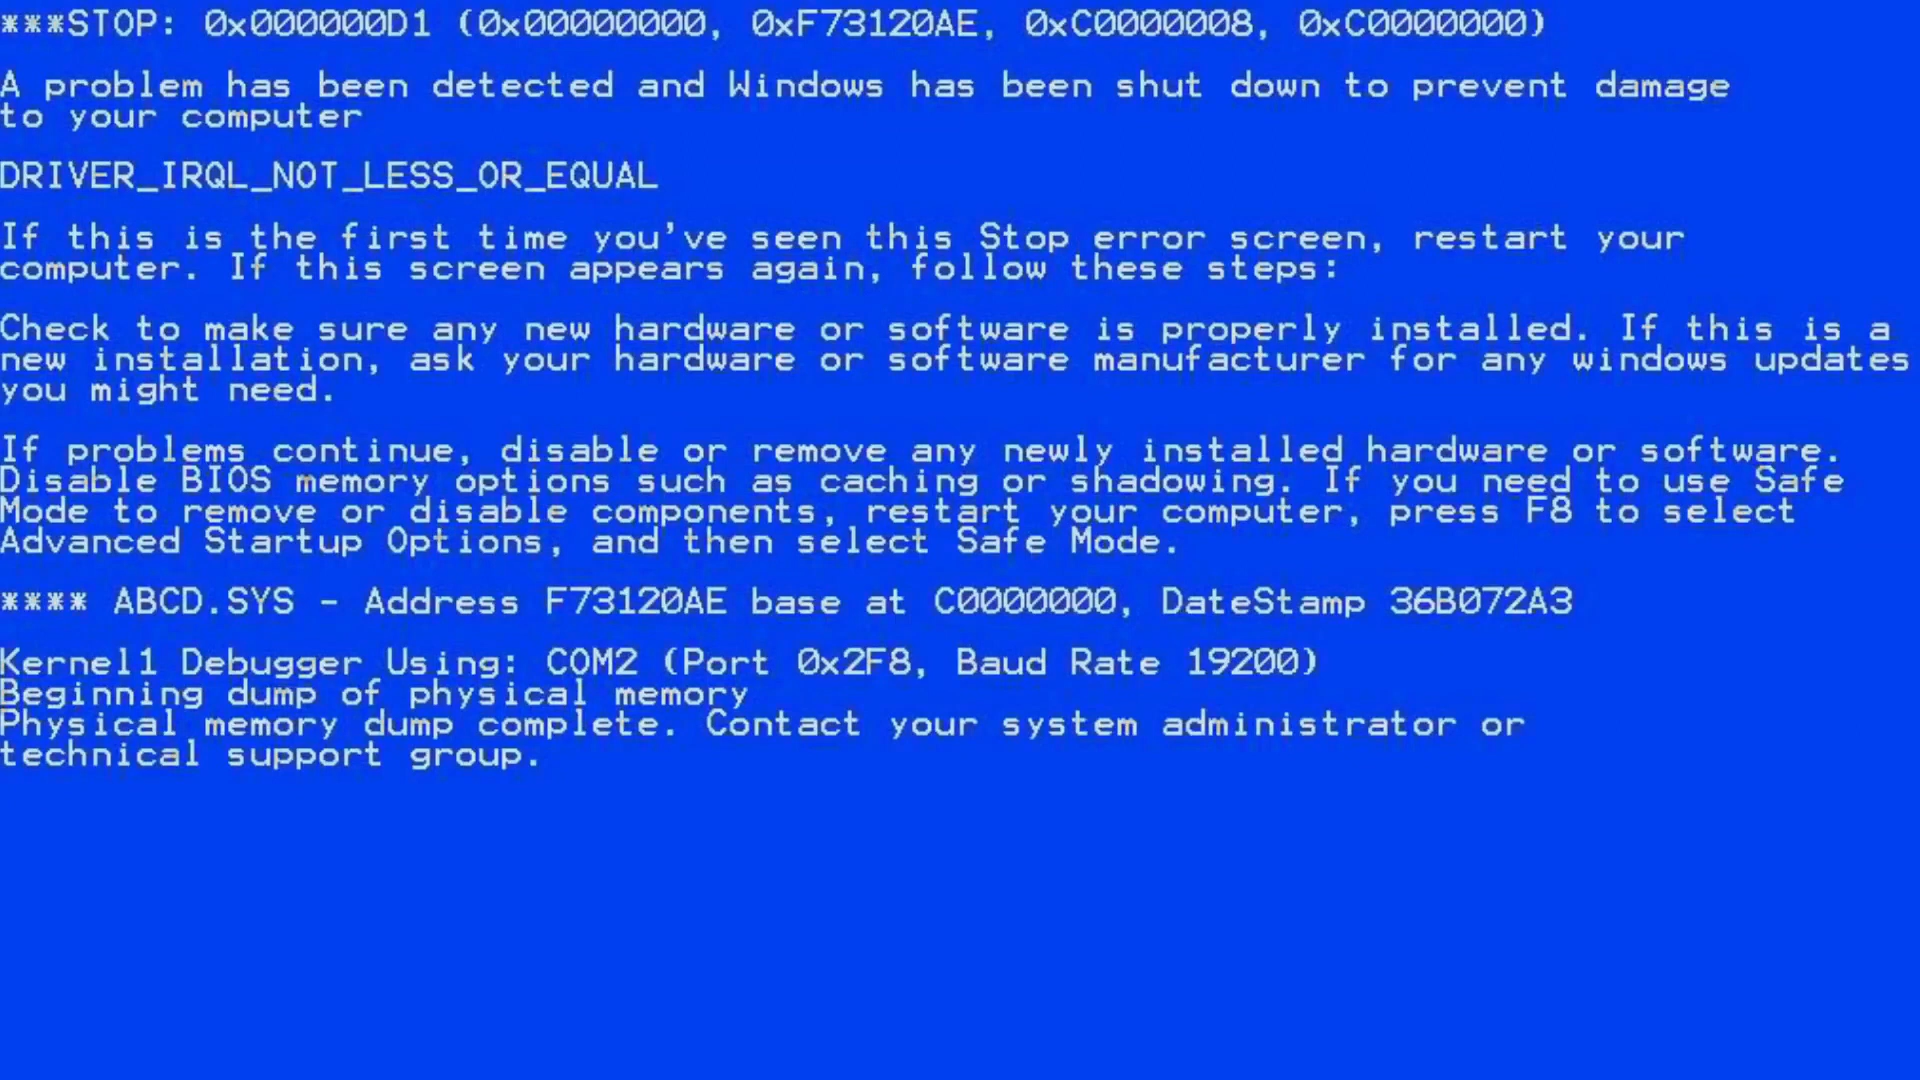 ***STOP: 0x000000D1 (0x00000000, 0xF73120AE, 0xC0000008, 0xC0000000)
A problem has been detected and Windows has been shut down to prevent damage
to your computer
DRIVER_IRQL_NOT_LESS_OR_EQUAL
If this is the first time you've seen this Stop error screen, restart your
computer. If this screen appears again, follow these steps:
Check to make sure any new hardware or software is properly installed. If this is a
new installation, ask your hardware or software manufacturer for any windows updates
you might need.
If problems continue, disable or remove any newly installed hardware or software.
Disable BIOS memory options such as caching or shadowing. If you need to use Safe
Mode to remove or disable components, restart your computer, press F8 to select
Advanced Startup Options, and then select Safe Mode.
**** ABCD.SYS - Address F73120AE base at C0000000, DateStamp 36B072A3
Kernel1 Debugger Using: COM2 (Port 0x2F8, Baud Rate 19200)
Beginning dump of physical memory
Physical memory dump complete. Contact your system administrator or
technical support group.